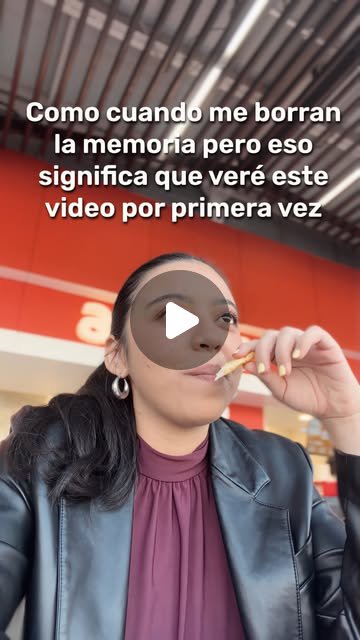 Como cuando me borran
la memoria pero eso
significa que veré este
video por primera vez
a